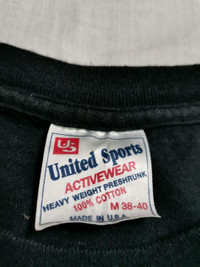 US
United Sports
ACTIVEWEAR
HEAVY WEIGHT PRESHRUNK
100% COTTON
M 38-40
MADE IN U.S.A.